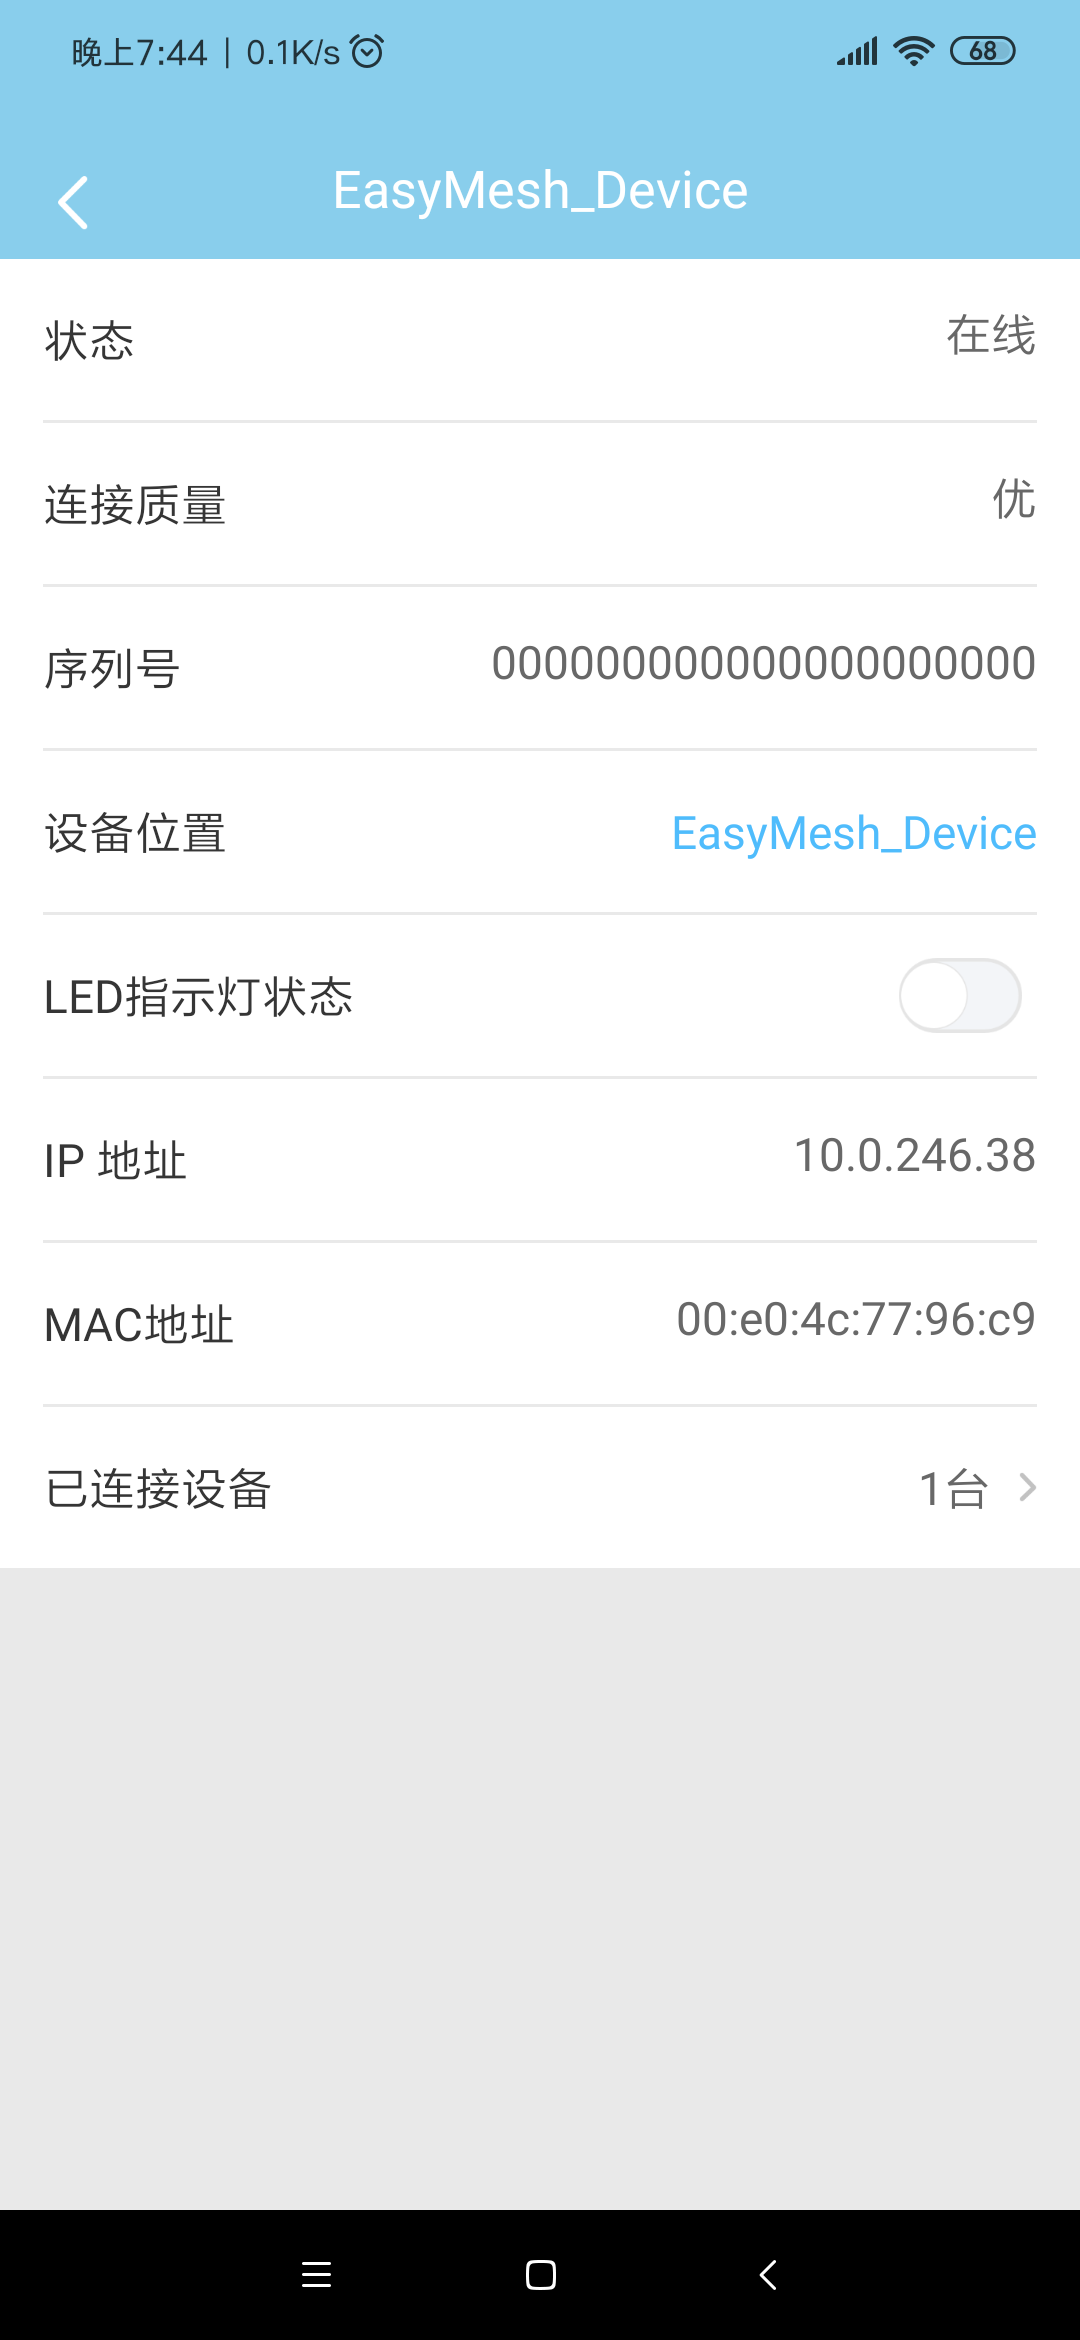 晚上7:44 | 0.1K/s
68
EasyMesh_Device
状态 在线
连接质量 优
序列号 000000000000000000000
设备位置 EasyMesh_Device
LED指示灯状态
IP 地址 10.0.246.38
MAC地址 00:e0:4c:77:96:c9
已连接设备 1台